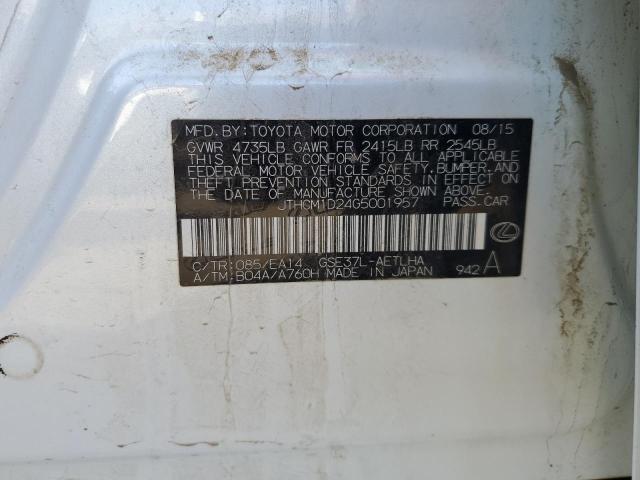 MFD.BY:TOYOTA MOTOR CORPORATION 08/15
GVWR 4735LB GAWR FR 2415LB RR 2545LB
THIS VEHICLE CONFORMS TO ALL APPLICABLE
FEDERAL MOTOR VEHICLE SAFETY,BUMPER,AND
THEFT PREVENTION STANDARDS IN EFFECT ON
THE DATE OF MANUFACTURE SHOWN ABOVE.
JTHCM1D24G5001957 PASS.CAR
C/TR:085/EA14 GSE37L-AETLHA
A/TM:B04A/A760H MADE IN JAPAN 942 A